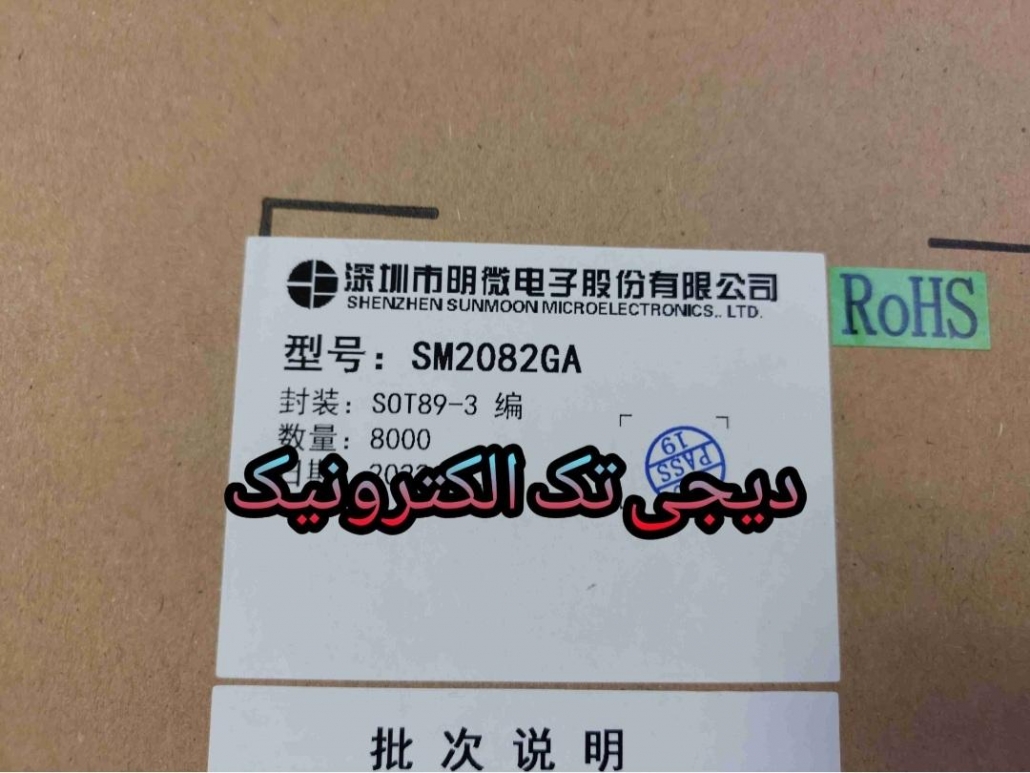 深圳市明微电子股份有限公司
SHENZHEN SUNMOON MICROELECTRONICS., LTD.
RoHS
型号: SM2082GA
封装: SOT89-3 编
数量: 8000
PASS
19
دیجی تک الکترونیک
批次说明